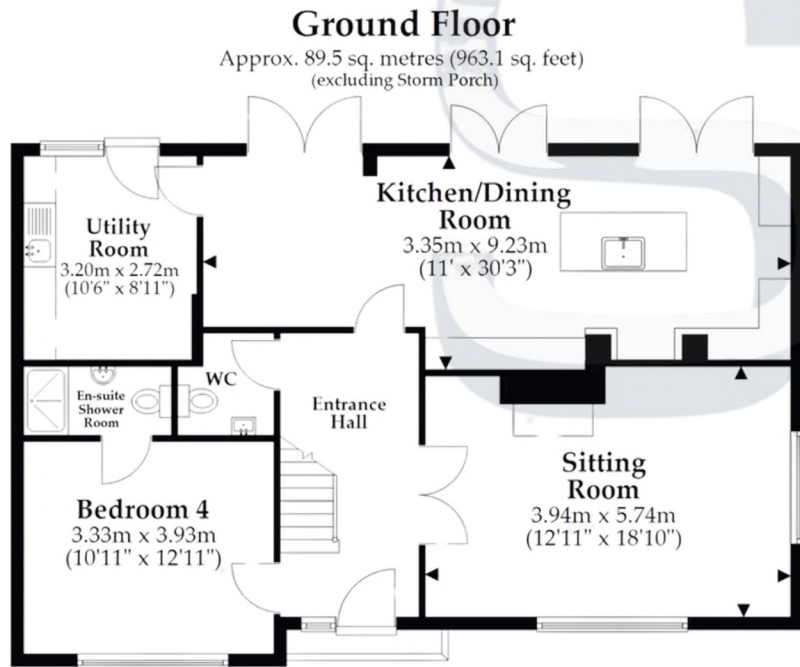 Ground Floor
Approx. 89.5 sq. metres (963.1 sq. feet)
(excluding Storm Porch)
Kitchen/Dining
Room
3.35m x 9.23m
(11' x 30'3")
Utility
Room
3.20m x 2.72m
(10'6" x 8'11")
WC
En-suite
Shower
Room
Entrance
Hall
Sitting
Room
3.94m x 5.74m
(12'11" x 18'10")
Bedroom 4
3.33m x 3.93m
(10'11" x 12'11")